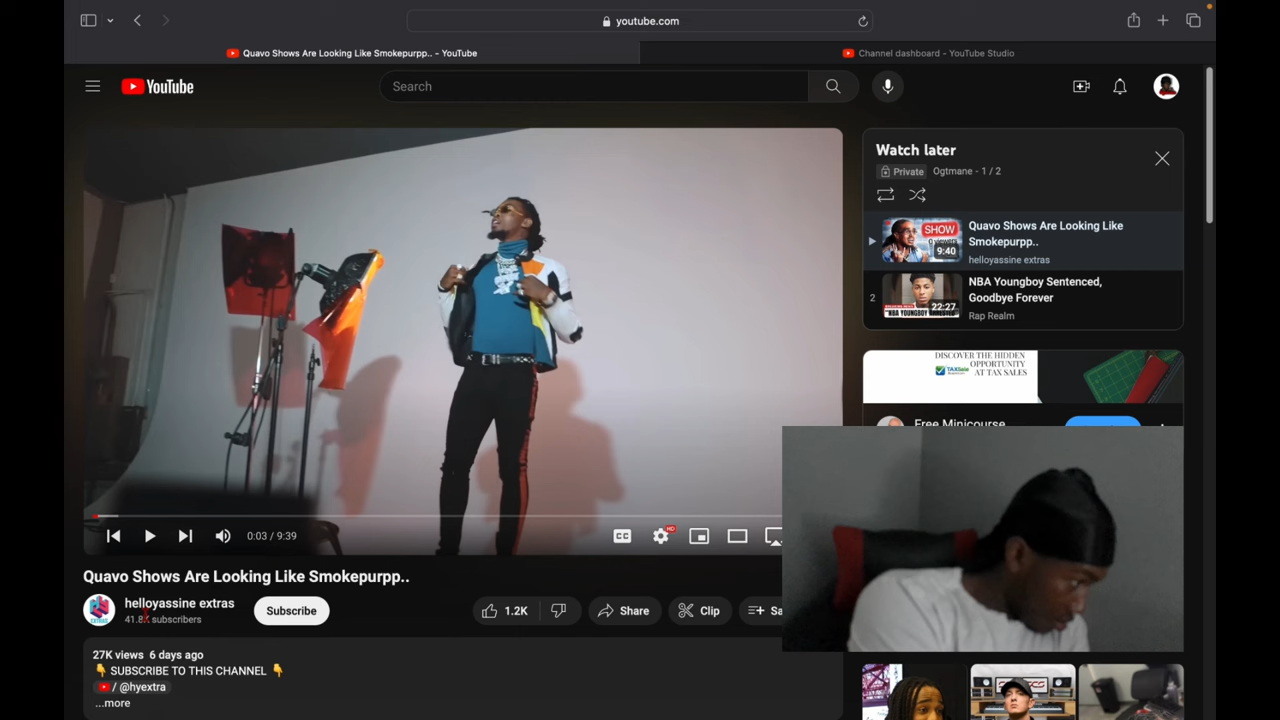 youtube.com
Quavo Shows Are Looking Like Smokepurpp.. - YouTube
Channel dashboard - YouTube Studio
YouTube
Search
Watch later
Private
Ogtmane - 1 / 2
SHOW
9:40
Quavo Shows Are Looking Like
Smokepurpp..
helloyassine extras
2
22:27
NBA Youngboy Sentenced,
Goodbye Forever
Rap Realm
DISCOVER THE HIDDEN
OPPORTUNITY
AT TAX SALES
Free Minicourse
0:03 / 9:39
CC
HD
Quavo Shows Are Looking Like Smokepurpp..
EXTRAS
helloyassine extras
subscribers
Subscribe
1.2K
Share
Clip
27K views 6 days ago
👇 SUBSCRIBE TO THIS CHANNEL 👇
/ @hyextra
...more